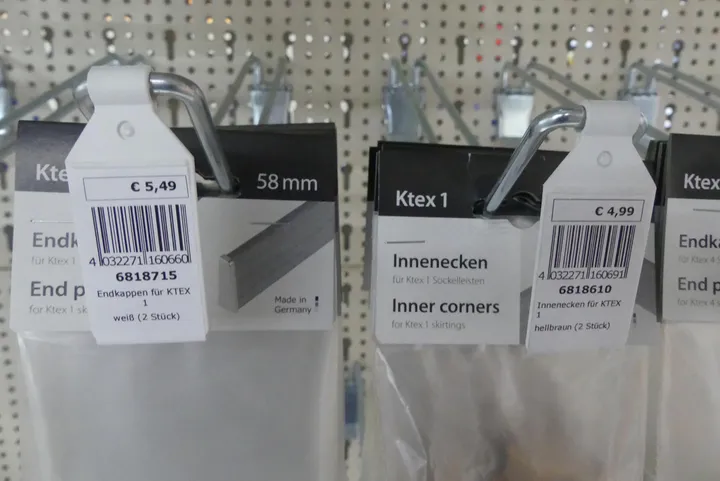 Kte
58 mm
€ 5,49
4 032271 160660
6818715
Endkappen für KTEX
1
weiß (2 Stück)
Endk
für Ktex 1
End p
for Ktex 1 sk
Made in
Germany
Ktex 1
€ 4,99
4 032271 160691
6818610
Innenecken für KTEX
1
hellbraun (2 Stück)
Innenecken
für Ktex 1 Sockelleisten
Inner corners
for Ktex 1 skirtings
Ktex
Endk
für Ktex 4
End p
for Ktex 4